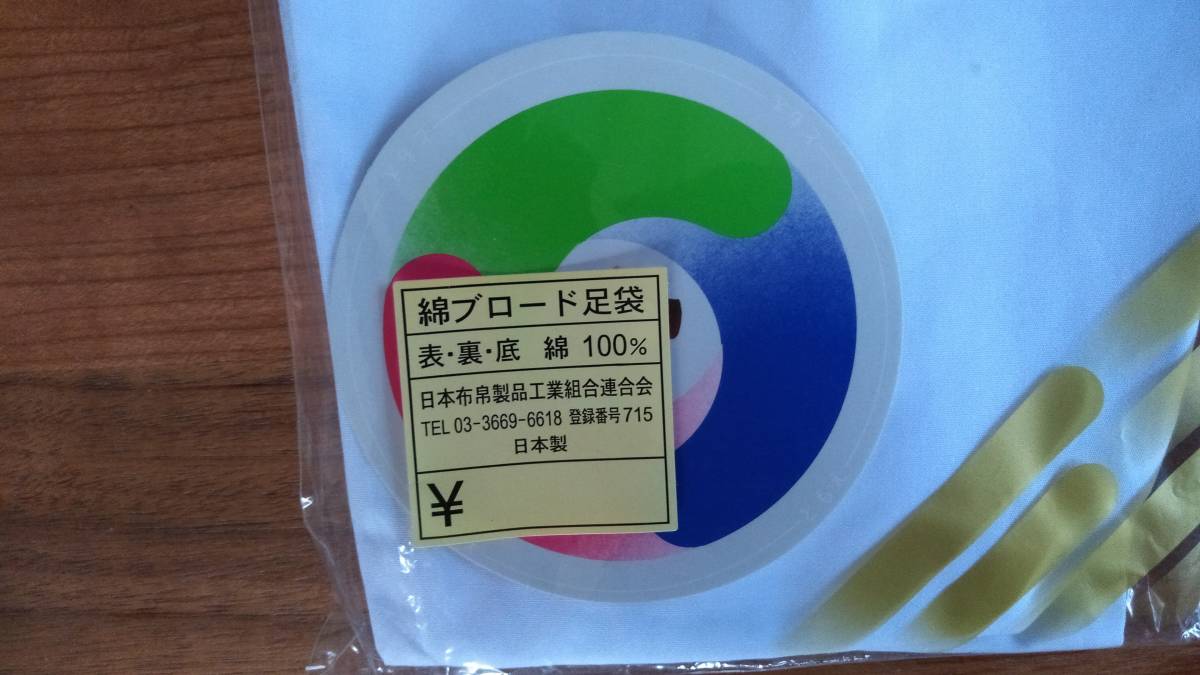 綿ブロード足袋
表・裏・底 綿 100%
日本布帛製品工業組合連合会
TEL 03-3669-6618 登録番号715
日本製
¥